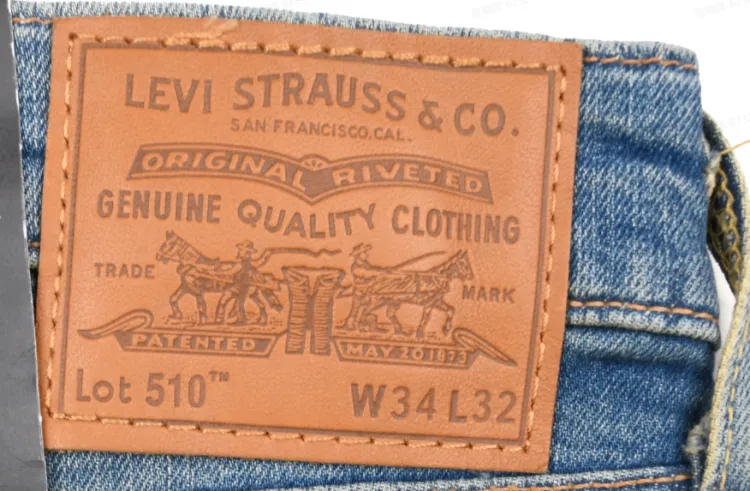 LEVI STRAUSS & CO.
SAN FRANCISCO, CAL.
ORIGINAL RIVETED
GENUINE QUALITY CLOTHING
TRADE MARK
PATENTED MAY 20 1873
Lot 510™ W34 L32